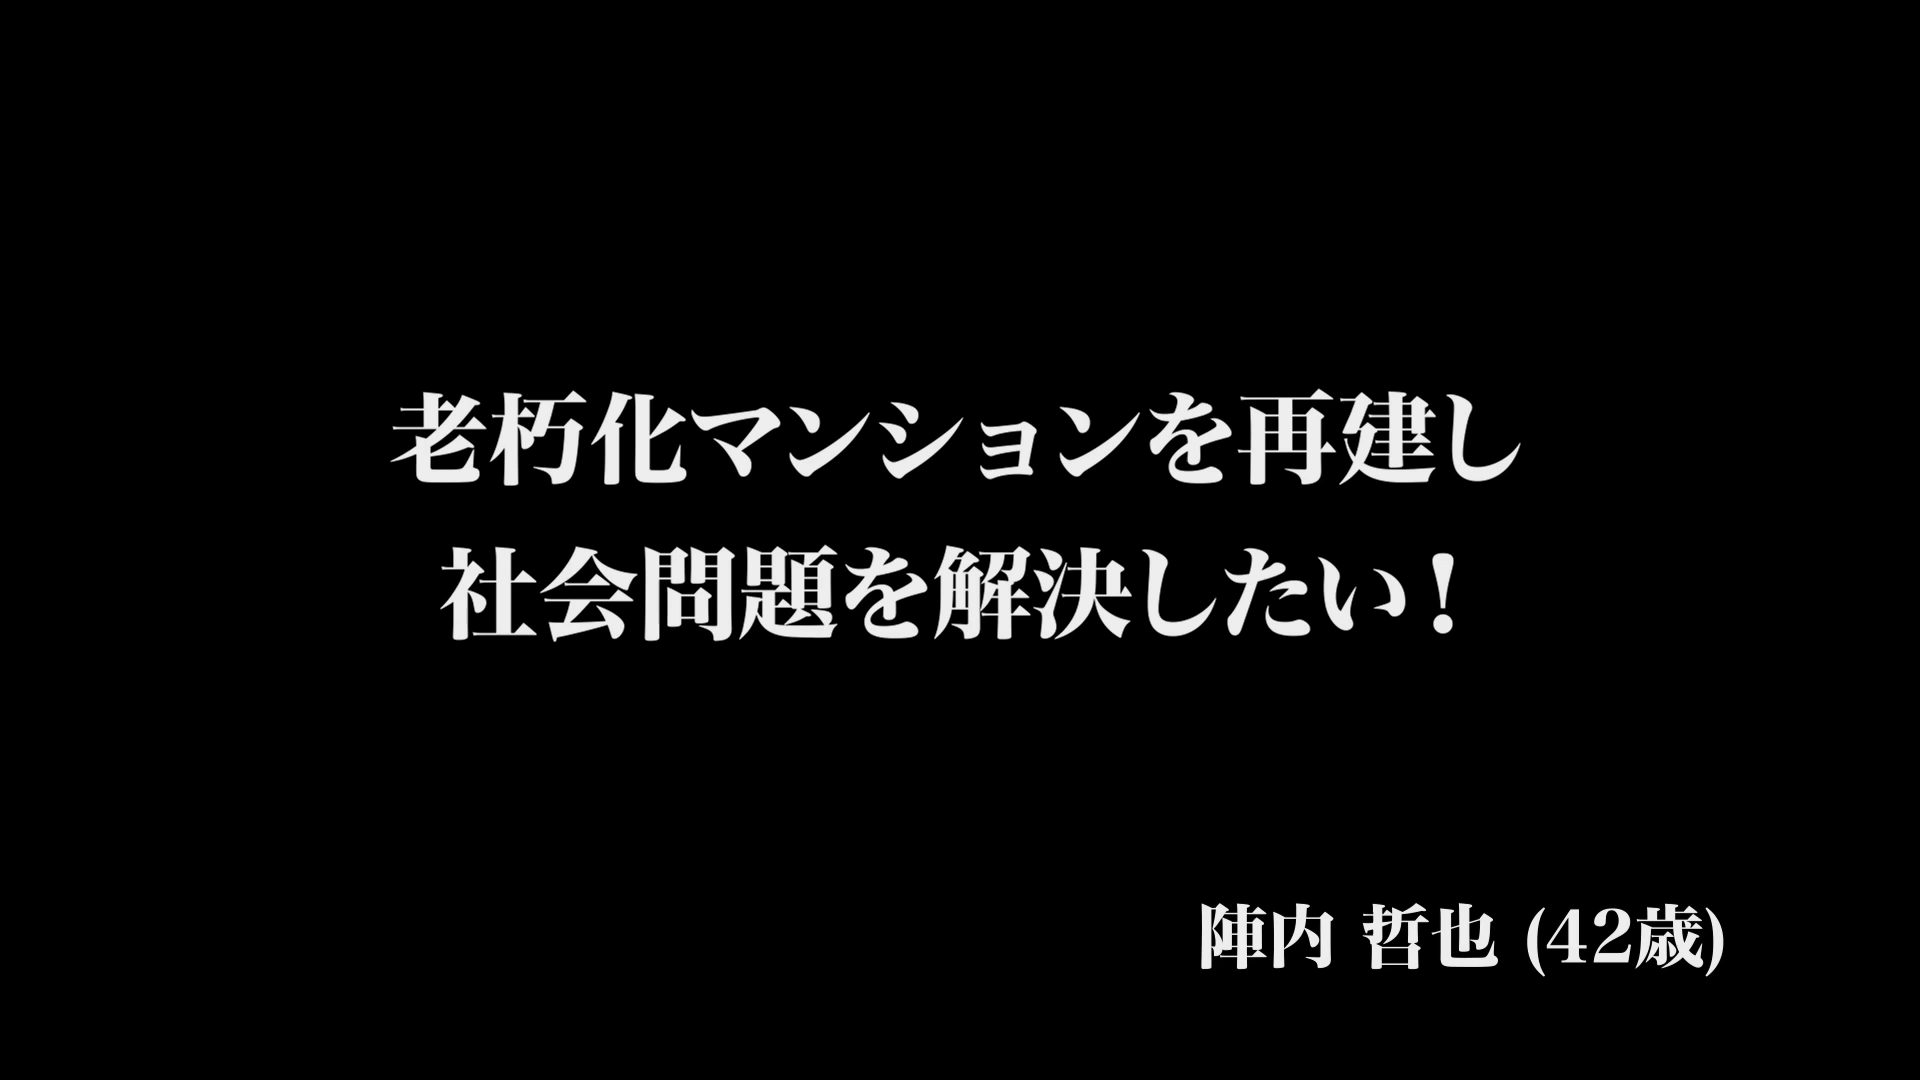 老朽化マンションを再建し
社会問題を解決したい！
陣内 哲也 (42歳)